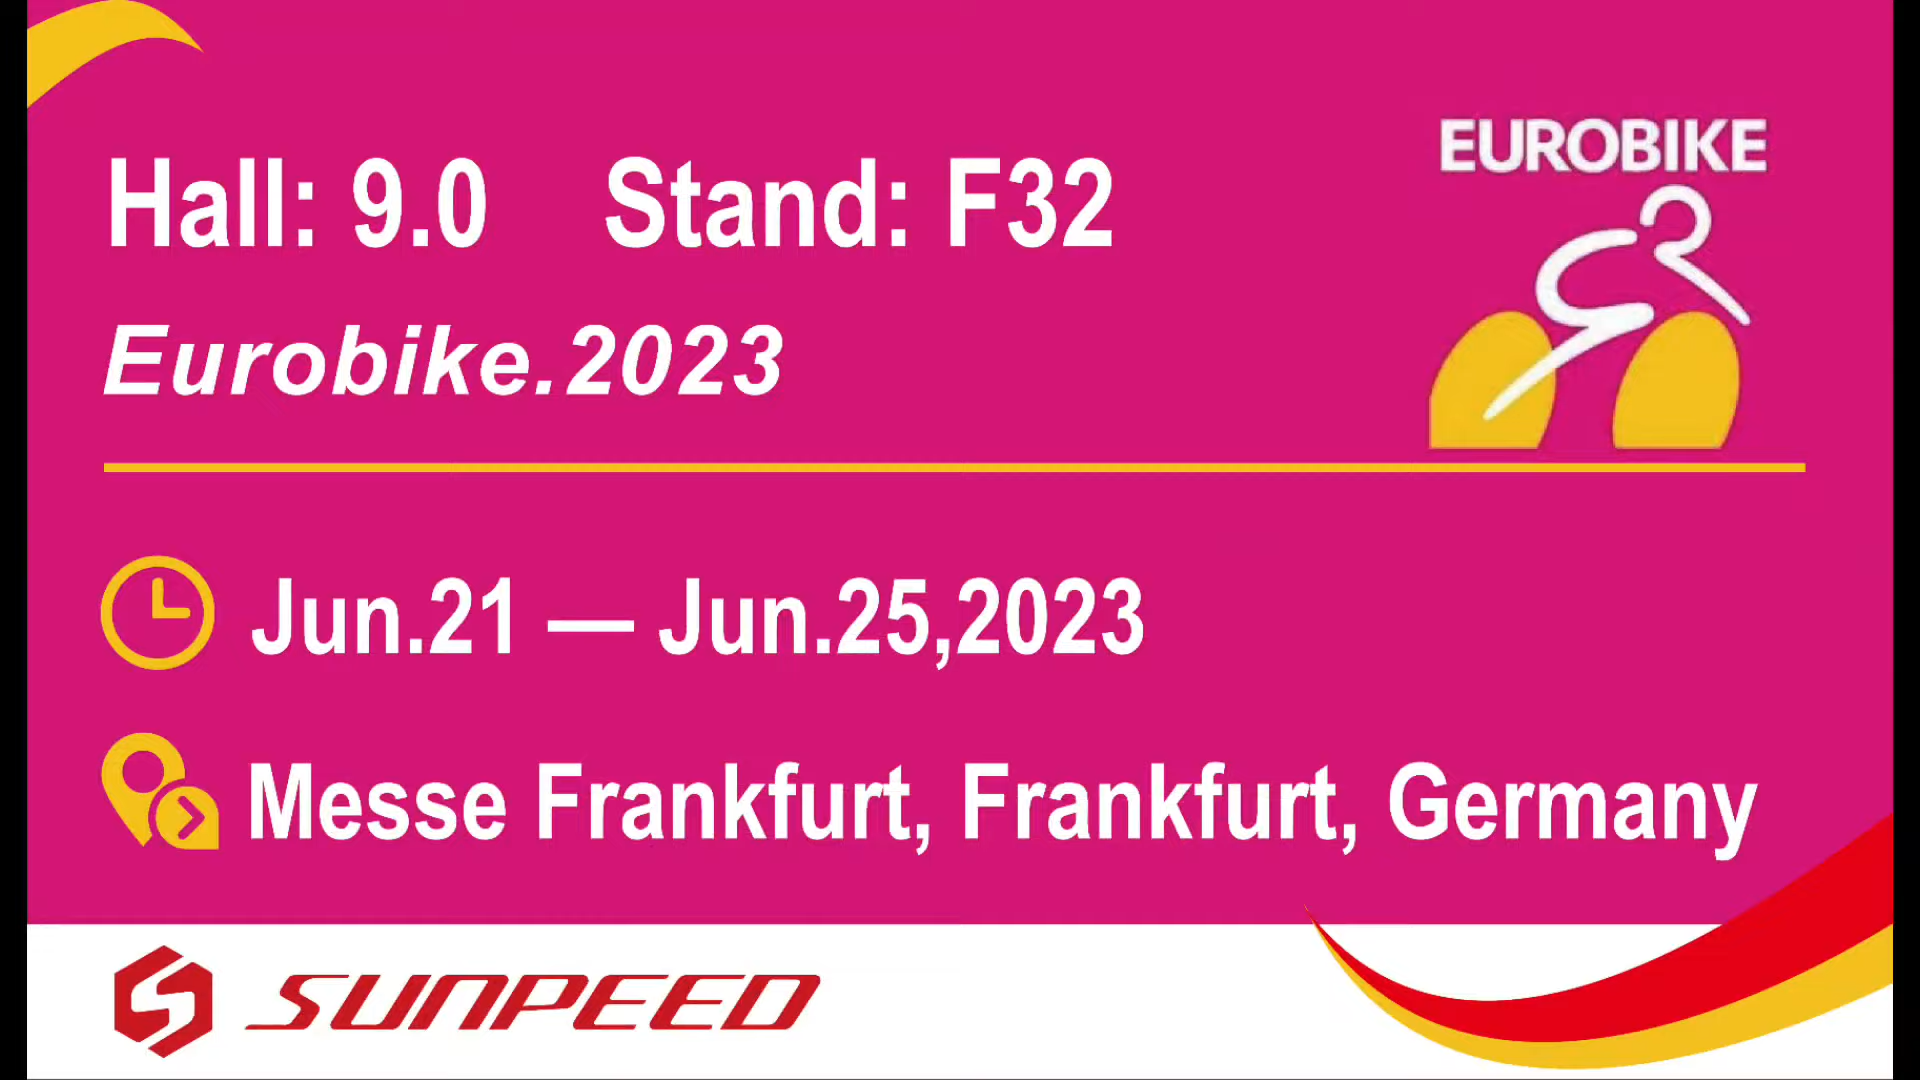 EUROBIKE
Hall: 9.0 Stand: F32
Eurobike.2023
Jun.21 — Jun.25,2023
Messe Frankfurt, Frankfurt, Germany
SUNPEED